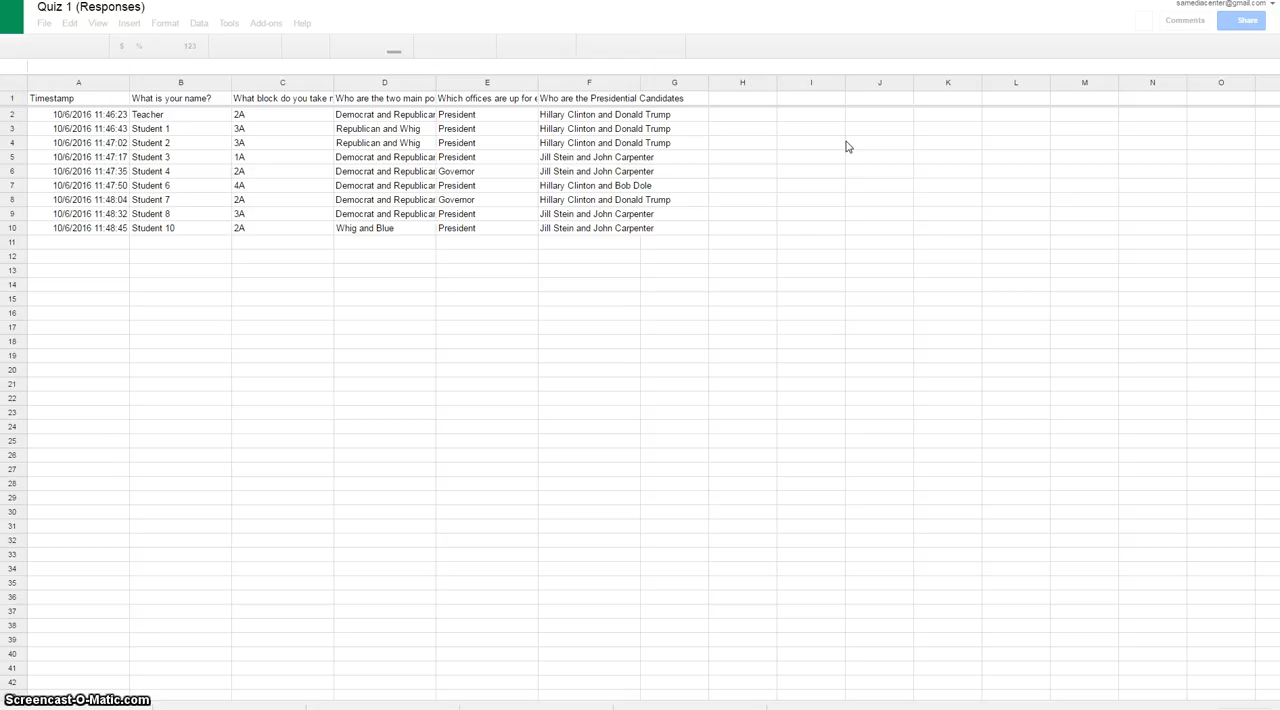 Quiz 1 (Responses)
samediacenter@gmail.com
File Edit View Insert Format Data Tools Add-ons Help
Comments Share
$ % 123
A B C D E F G H I J K L M N O
1 Timestamp What is your name? What block do you take r Who are the two main po Which offices are up for e Who are the Presidential Candidates
2 10/6/2016 11:46:23 Teacher 2A Democrat and Republicar President Hillary Clinton and Donald Trump
3 10/6/2016 11:46:43 Student 1 3A Republican and Whig President Hillary Clinton and Donald Trump
4 10/6/2016 11:47:02 Student 2 3A Republican and Whig President Hillary Clinton and Donald Trump
5 10/6/2016 11:47:17 Student 3 1A Democrat and Republicar President Jill Stein and John Carpenter
6 10/6/2016 11:47:35 Student 4 2A Democrat and Republicar Governor Jill Stein and John Carpenter
7 10/6/2016 11:47:50 Student 6 4A Democrat and Republicar President Hillary Clinton and Bob Dole
8 10/6/2016 11:48:04 Student 7 2A Democrat and Republicar Governor Hillary Clinton and Donald Trump
9 10/6/2016 11:48:32 Student 8 3A Democrat and Republicar President Jill Stein and John Carpenter
10 10/6/2016 11:48:45 Student 10 2A Whig and Blue President Jill Stein and John Carpenter
11
12
13
14
15
16
17
18
19
20
21
22
23
24
25
26
27
28
29
30
31
32
33
34
35
36
37
38
39
40
41
42
Screencast-O-Matic.com